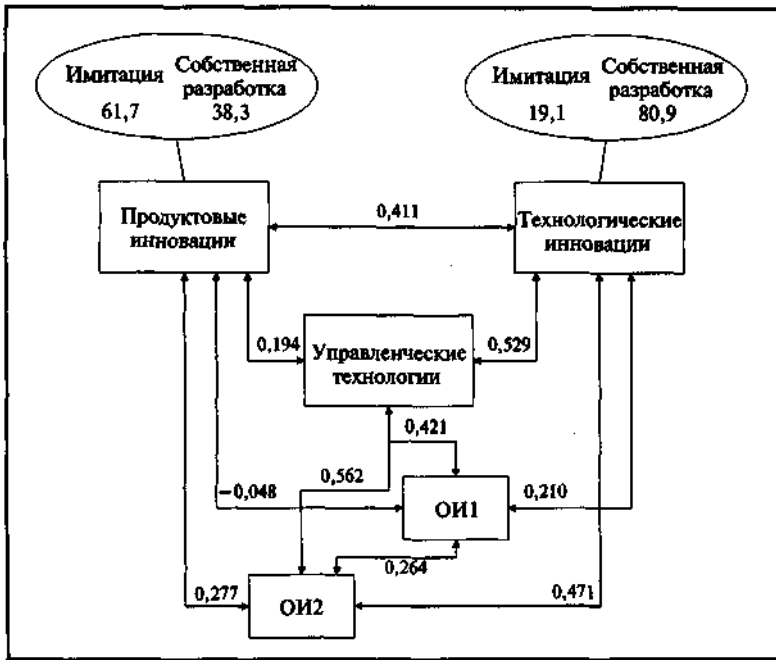 Имитация
61,7
Собственная
разработка
38,3
Имитация
19,1
Собственная
разработка
80,9
Продуктовые
инновации
0,411
Технологические
инновации
0,194
Управленческие
технологии
0,529
0,421
0,562
−0,048
ОИ1
0,210
0,264
0,277
ОИ2
0,471